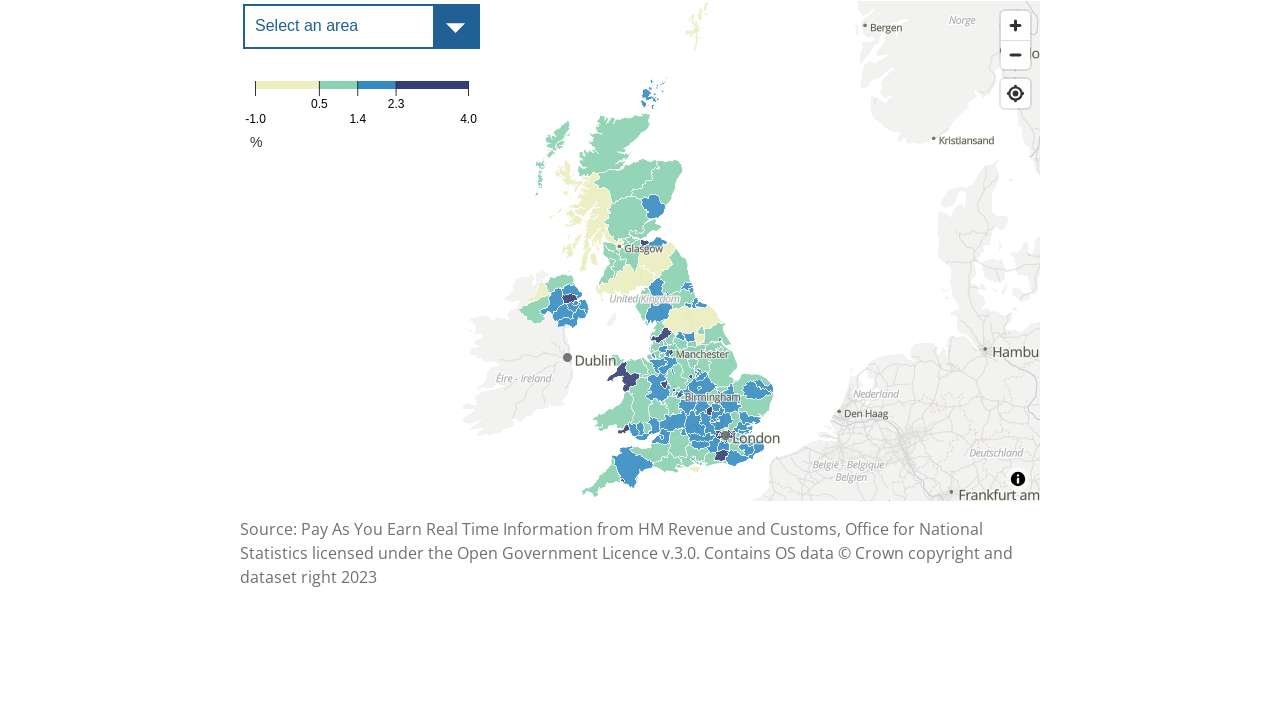 Select an area
0.5
2.3
-1.0
1.4
4.0
%
Norge
Bergen
Kristiansand
Glasgow
United Kingdom
Manchester
Dublin
Éire - Ireland
Hambu
Birmingham
Nederland
Den Haag
London
België - Belgique
Belgien
Deutschland
Frankfurt am
Source: Pay As You Earn Real Time Information from HM Revenue and Customs, Office for National
Statistics licensed under the Open Government Licence v.3.0. Contains OS data © Crown copyright and
dataset right 2023